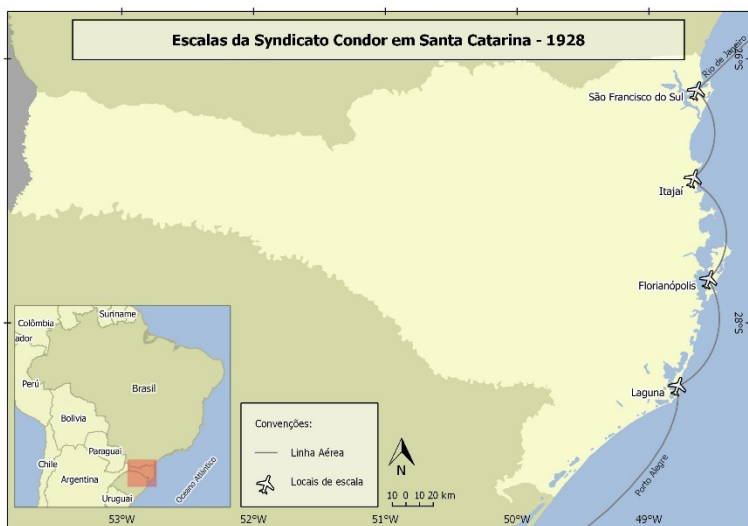 Escalas da Syndicato Condor em Santa Catarina - 1928
Rio de Janeiro
26°S
São Francisco do Sul
Itajaí
Florianópolis
28°S
Laguna
Porto Alagre
Suriname
Colômbia
ador
Perú
Brasil
Bolivia
Paraguai
Chile
Argentina
Uruguai
Oceano Atlântico
Convenções:
Linha Aérea
Locais de escala
N
10 0 10 20 km
53°W
52°W
51°W
50°W
49°W